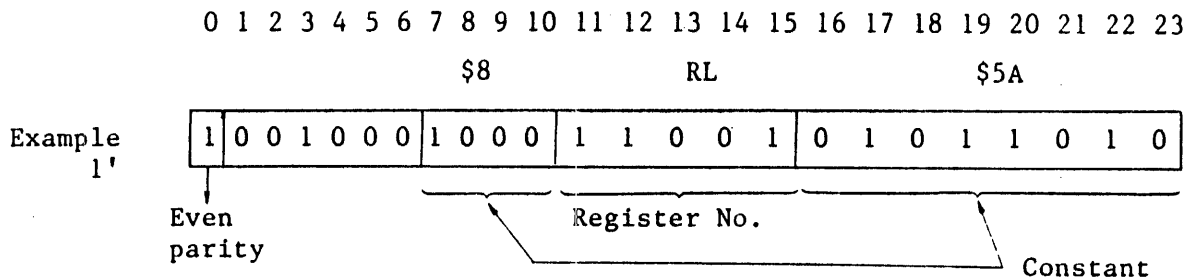 0 1 2 3 4 5 6 7 8 9 10 11 12 13 14 15 16 17 18 19 20 21 22 23
$8 RL $5A
Example 1 0 0 1 0 0 0 1 0 0 0 1 1 0 0 1 0 1 0 1 1 0 1 0
1'
Even Register No.
parity
Constant